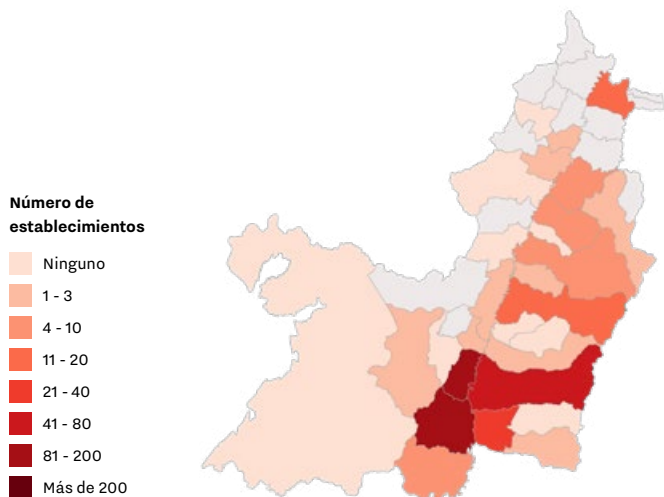 Número de
establecimientos
Ninguno
1 - 3
4 - 10
11 - 20
21 - 40
41 - 80
81 - 200
Más de 200